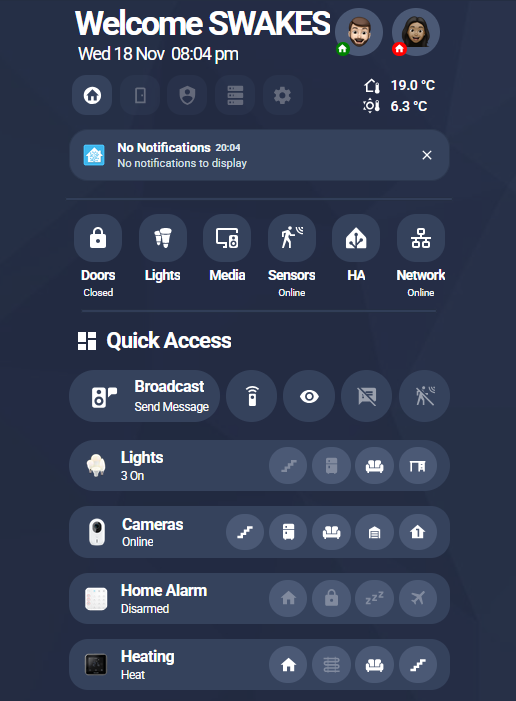 Welcome SWAKES
Wed 18 Nov 08:04 pm
19.0 °C
6.3 °C
No Notifications 20:04
No notifications to display
Doors Lights Media Sensors HA Network
Closed Online Online
Quick Access
Broadcast
Send Message
Lights
3 On
Cameras
Online
Home Alarm
Disarmed
zzz
Heating
Heat